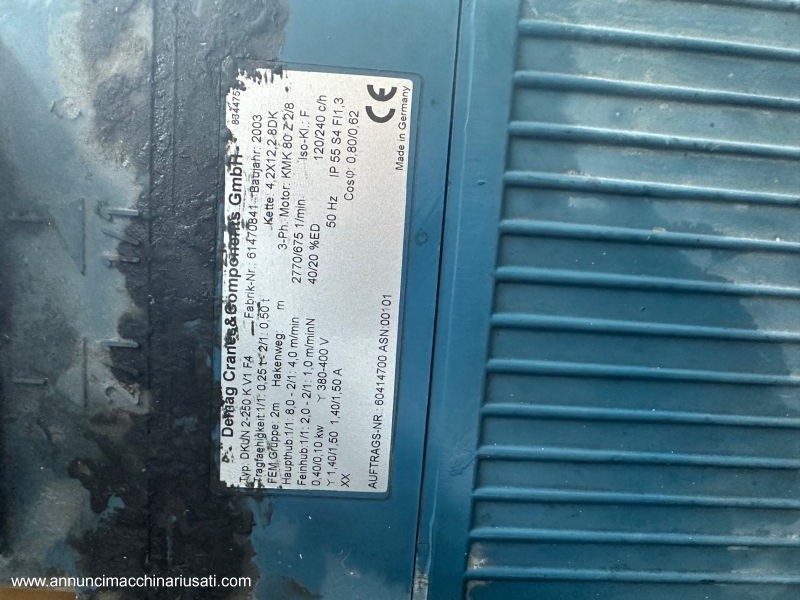 Demag Cranes&Components GmbH 834475
Typ: DKUN 2-250 K V1 F4 Fabrik-Nr.: 61470841 Baujahr: 2003
Tragfaehigkeit:1/1: 0,25 t - 2/1: 0,50 t Kette: 4,2X12,2-8DK
FEM Gruppe: 2m Hakenweg: m 3-Ph. Motor: KMK 80 Z 2/8
Haupthub 1/1: 8,0 - 2/1: 4,0 m/min 2770/675 1/min Iso-Kl.: F
Feinhub 1/1: 2,0 - 2/1: 1,0 m/minN 40/20 %ED 120/240 c/h
0.40/0,10 kw Y 380-400 V 50 Hz IP 55 S4 FI1,3
Y 1,40/1,50 1,40/1,50 A Cosφ: 0,80/0,62
XX
CE
AUFTRAGS-NR: 60414700 ASN:00101 Made in Germany
www.annuncimacchinariusati.com